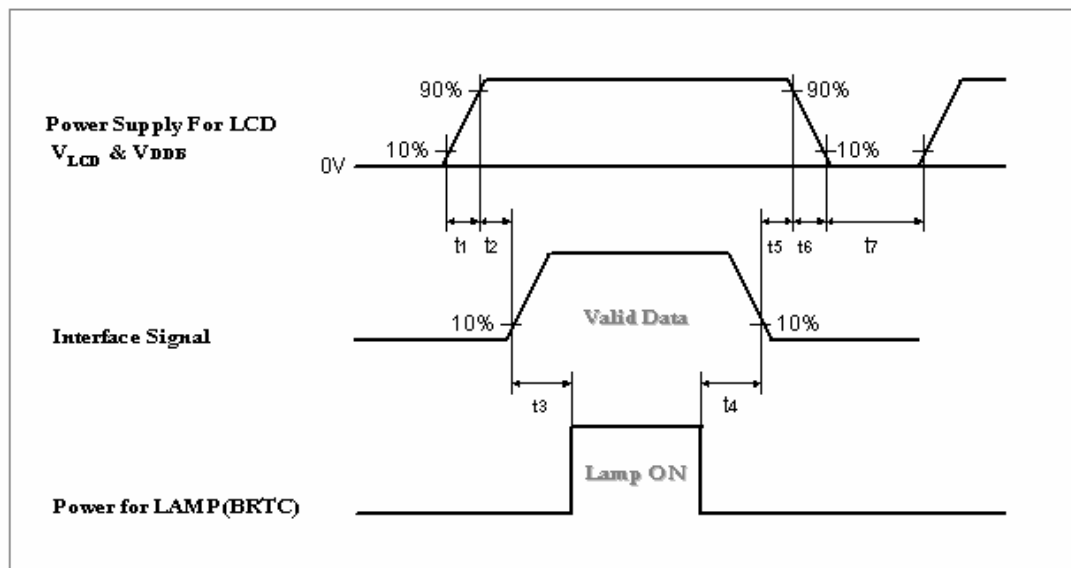 90%
90%
Power Supply For LCD
V_LCD & VDDB
10%
10%
0V
t1
t2
t5
t6
t7
10%
Valid Data
10%
Interface Signal
t3
t4
Lamp ON
Power for LAMP(BRTC)